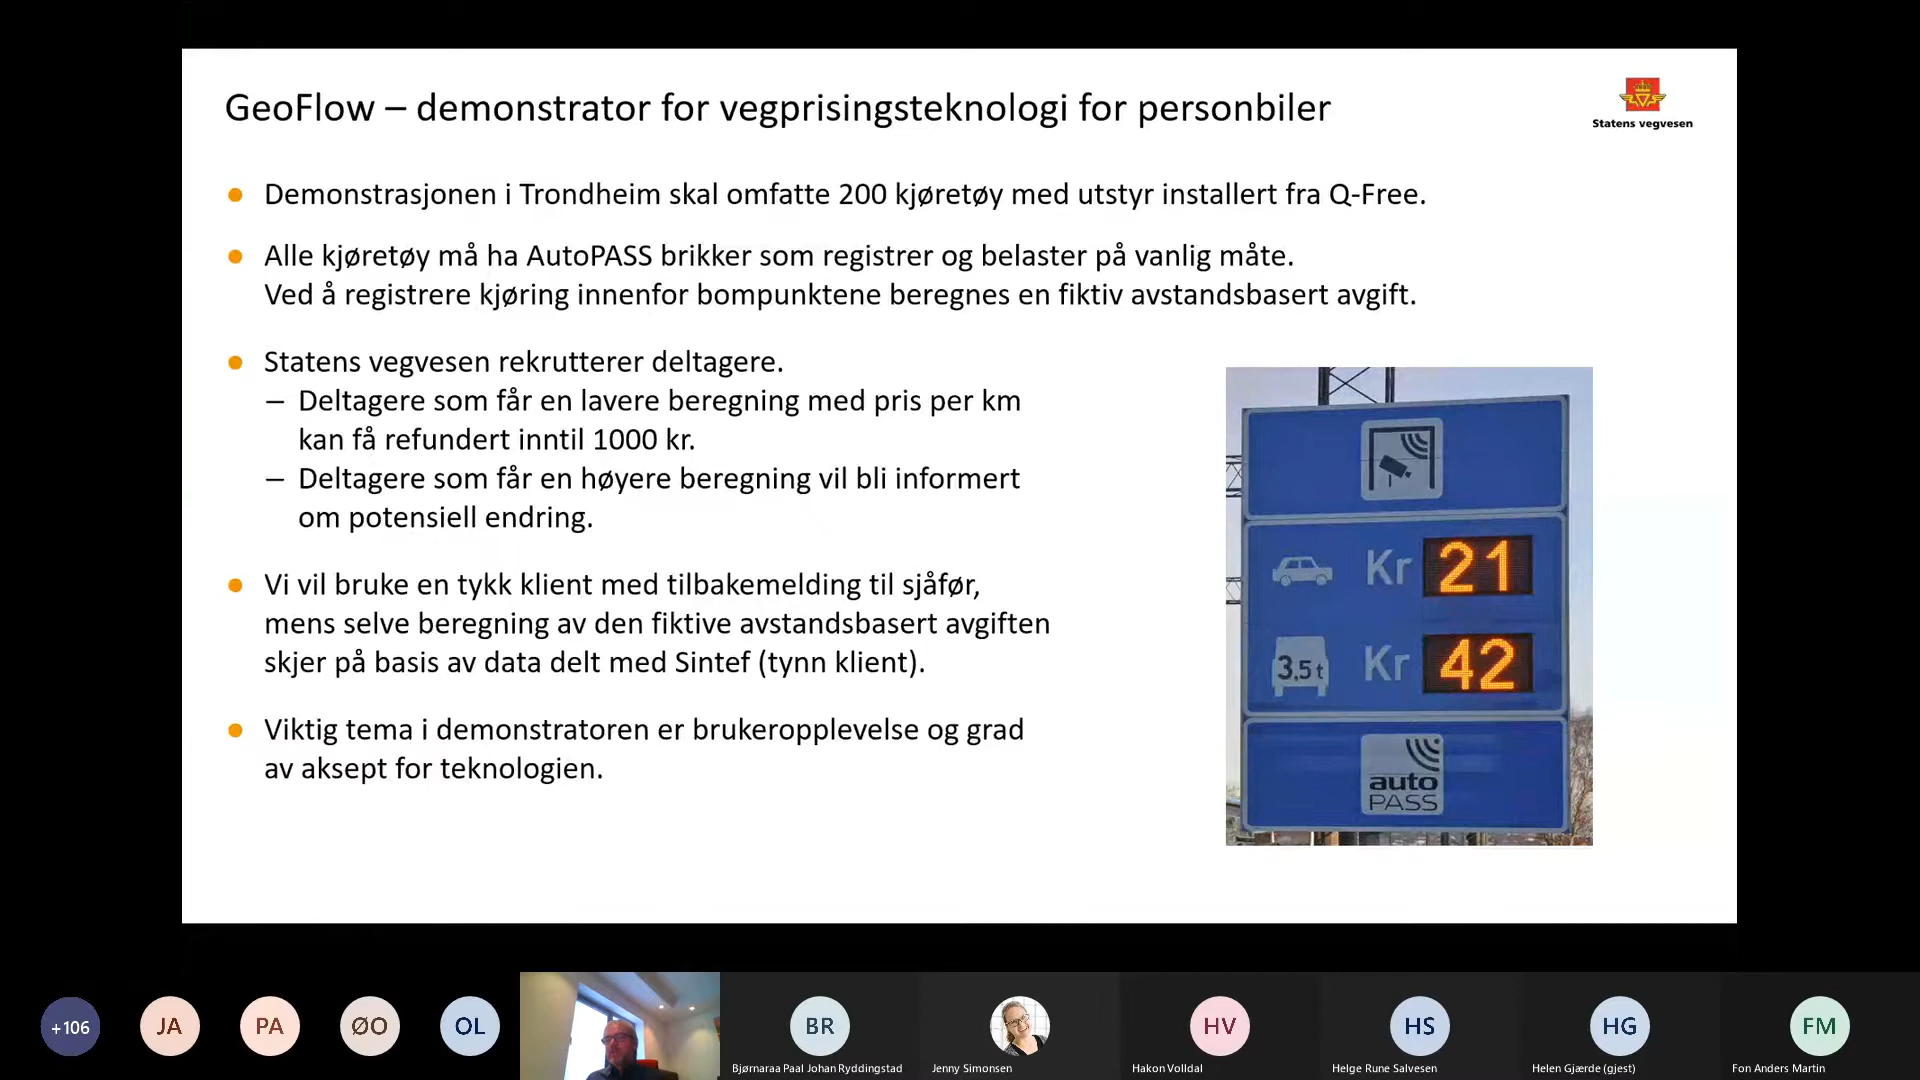 GeoFlow – demonstrator for vegprisingsteknologi for personbiler
Statens vegvesen
Demonstrasjonen i Trondheim skal omfatte 200 kjøretøy med utstyr installert fra Q-Free.
Alle kjøretøy må ha AutoPASS brikker som registrer og belaster på vanlig måte.
Ved å registrere kjøring innenfor bompunktene beregnes en fiktiv avstandsbasert avgift.
Statens vegvesen rekrutterer deltagere.
– Deltagere som får en lavere beregning med pris per km
kan få refundert inntil 1000 kr.
– Deltagere som får en høyere beregning vil bli informert
om potensiell endring.
Vi vil bruke en tykk klient med tilbakemelding til sjåfør,
mens selve beregning av den fiktive avstandsbasert avgiften
skjer på basis av data delt med Sintef (tynn klient).
Viktig tema i demonstratoren er brukeropplevelse og grad
av aksept for teknologien.
Kr 21
3,5 t Kr 42
auto
PASS
+106
JA
PA
ØO
OL
BR
HV
HS
HG
FM
Bjørnaraa Paal Johan Ryddingstad
Jenny Simonsen
Hakon Volldal
Helge Rune Salvesen
Helen Gjærde (gjest)
Fon Anders Martin